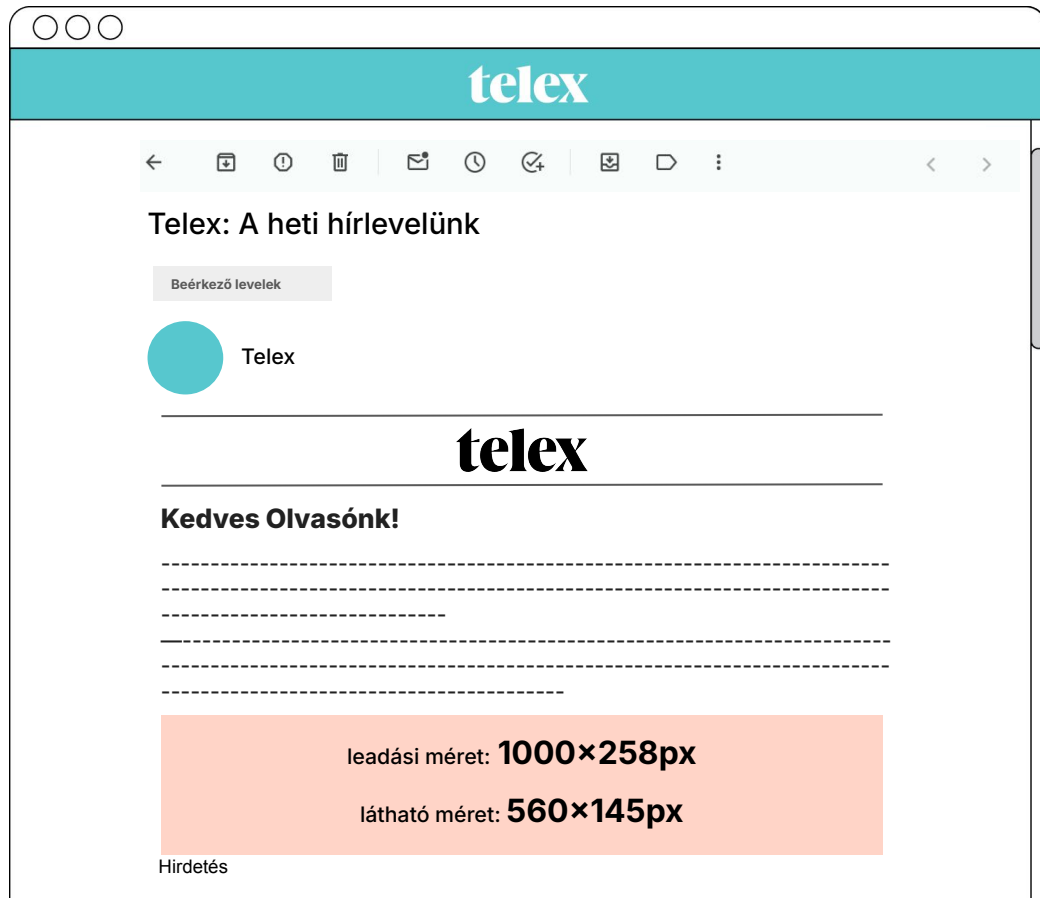 telex
Telex: A heti hírlevelünk
Beérkező levelek
Telex
telex
Kedves Olvasónk!
leadási méret: 1000×258px
látható méret: 560×145px
Hirdetés